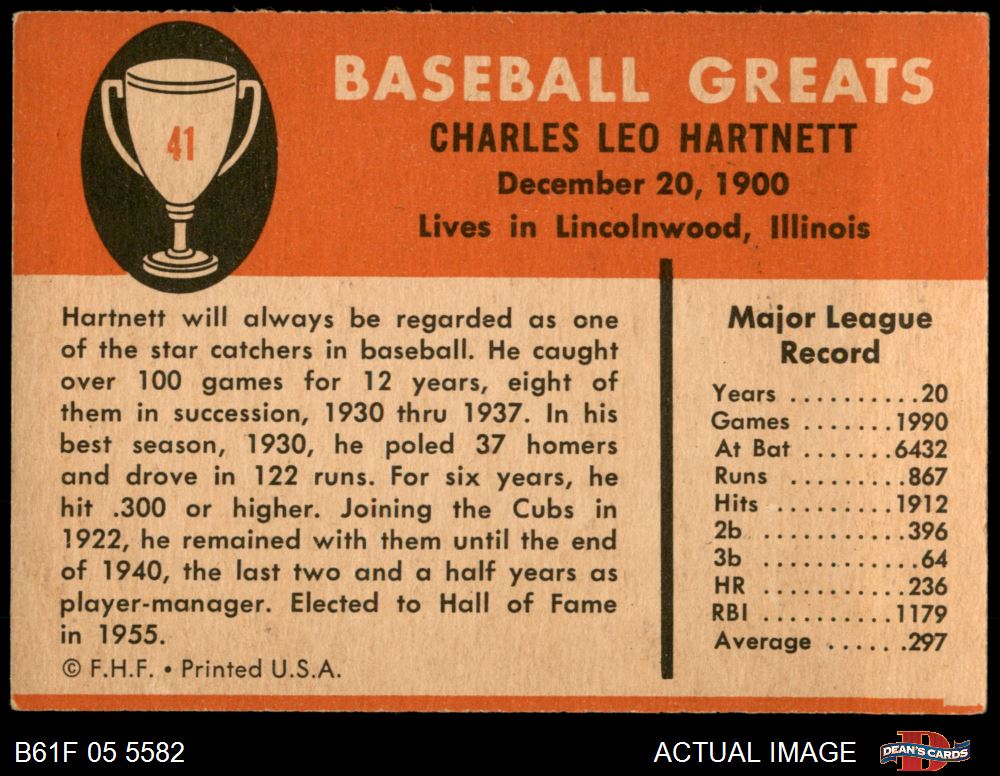 41
BASEBALL GREATS
CHARLES LEO HARTNETT
December 20, 1900
Lives in Lincolnwood, Illinois
Hartnett will always be regarded as one
of the star catchers in baseball. He caught
over 100 games for 12 years, eight of
them in succession, 1930 thru 1937. In his
best season, 1930, he poled 37 homers
and drove in 122 runs. For six years, he
hit .300 or higher. Joining the Cubs in
1922, he remained with them until the end
of 1940, the last two and a half years as
player-manager. Elected to Hall of Fame
in 1955.
© F.H.F. • Printed U.S.A.
Major League
Record
Years ..........20
Games .......1990
At Bat .......6432
Runs .........867
Hits .........1912
2b ...........396
3b ............64
HR ...........236
RBI ..........1179
Average ......297
B61F 05 5582
ACTUAL IMAGE
D
DEAN'S CARDS